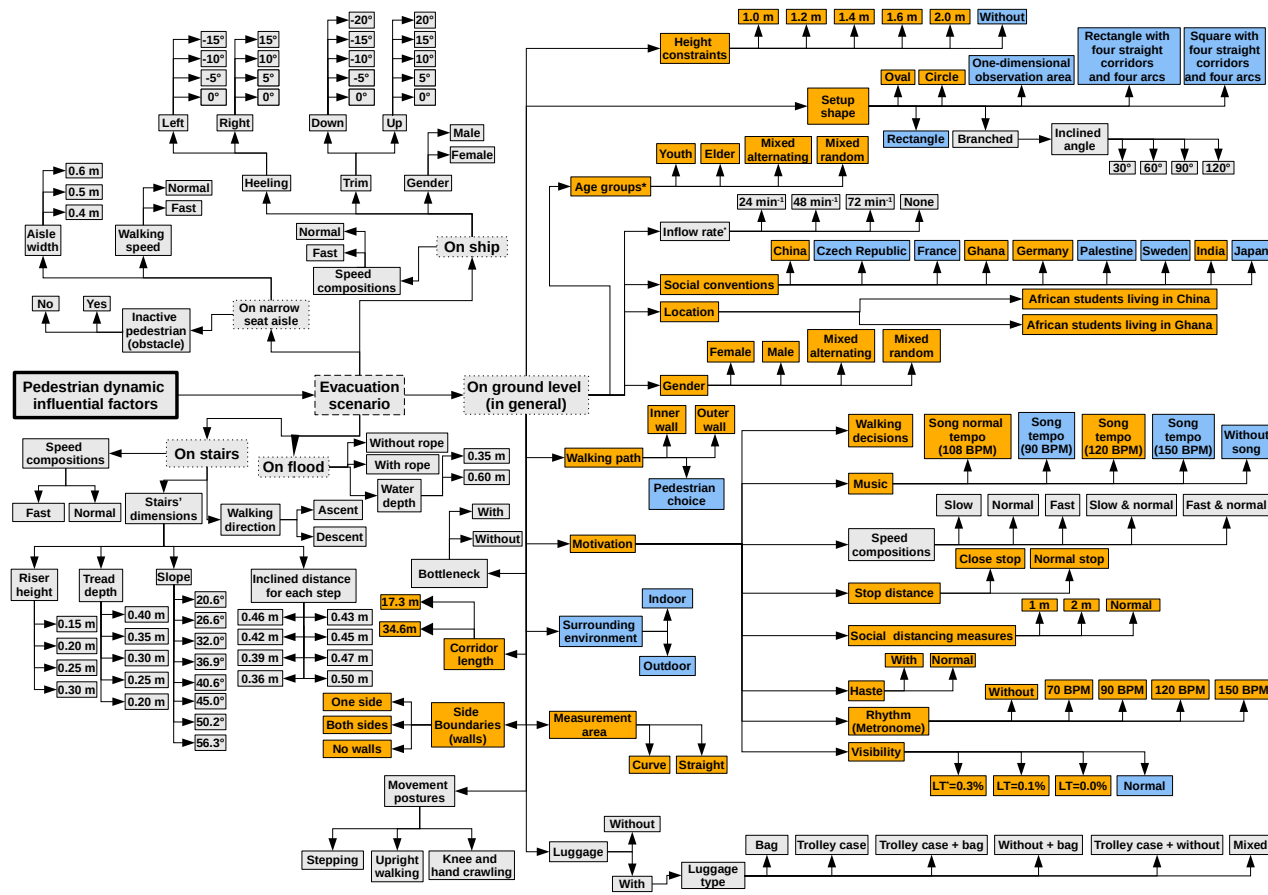 -20°
20°
-15°
15°
-15°
15°
-10°
10°
-10°
10°
-5°
5°
-5°
5°
0°
0°
0°
0°
Left
Right
Down
Up
Male
Female
Heeling
Trim
Gender
0.6 m
0.5 m
0.4 m
Normal
Fast
Aisle
width
Walking
speed
Normal
Fast
Speed
compositions
On ship
No
Yes
Inactive
pedestrian
(obstacle)
On narrow
seat aisle
Pedestrian dynamic
influential factors
Evacuation
scenario
On ground level
(in general)
1.0 m
1.2 m
1.4 m
1.6 m
2.0 m
Without
Height
constraints
Oval
Circle
One-dimensional
observation area
Rectangle with
four straight
corridors
and four arcs
Square with
four straight
corridors
and four arcs
Setup
shape
Rectangle
Branched
Inclined
angle
30°
60°
90°
120°
Youth
Elder
Mixed
alternating
Mixed
random
Age groups*
24 min-1
48 min-1
72 min-1
None
Inflow rate*
China
Czech Republic
France
Ghana
Germany
Palestine
Sweden
India
Japan
Social conventions
Location
African students living in China
African students living in Ghana
Female
Male
Mixed
alternating
Mixed
random
Gender
Speed
compositions
On stairs
On flood
Without rope
With rope
Water
depth
0.35 m
0.60 m
Fast
Normal
Stairs’
dimensions
Walking
direction
Ascent
Descent
Riser
height
Tread
depth
Slope
Inclined distance
for each step
0.15 m
0.20 m
0.25 m
0.30 m
0.40 m
0.35 m
0.30 m
0.25 m
0.20 m
20.6°
26.6°
32.0°
36.9°
40.6°
45.0°
50.2°
56.3°
0.46 m
0.43 m
0.42 m
0.45 m
0.39 m
0.47 m
0.36 m
0.50 m
Inner
wall
Outer
wall
Walking path
Pedestrian
choice
With
Without
Bottleneck
Motivation
17.3 m
34.6m
Corridor
length
Indoor
Surrounding
environment
Outdoor
One side
Both sides
No walls
Side
Boundaries
(walls)
Measurement
area
Curve
Straight
Movement
postures
Stepping
Upright
walking
Knee and
hand crawling
Walking
decisions
Song normal
tempo
(108 BPM)
Song
tempo
(90 BPM)
Song
tempo
(120 BPM)
Song
tempo
(150 BPM)
Without
song
Music
Slow
Normal
Fast
Slow & normal
Fast & normal
Speed
compositions
Close stop
Normal stop
Stop distance
1 m
2 m
Normal
Social distancing measures
With
Normal
Haste
Without
70 BPM
90 BPM
120 BPM
150 BPM
Rhythm
(Metronome)
Visibility
LT*=0.3%
LT=0.1%
LT=0.0%
Normal
Without
Luggage
With
Luggage
type
Bag
Trolley case
Trolley case + bag
Without + bag
Trolley case + without
Mixed